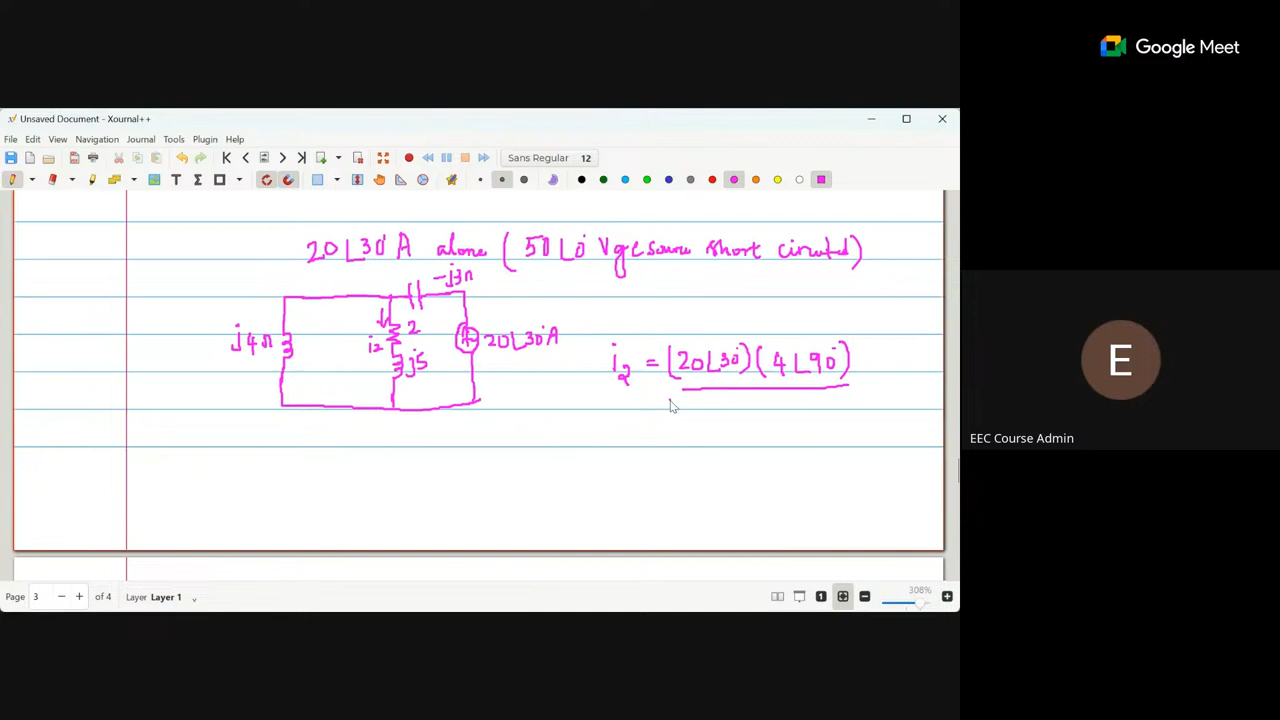 Google Meet
Unsaved Document - Xournal++
File Edit View Navigation Journal Tools Plugin Help
Sans Regular 12
20∠30° A alone (50∠0° Vge source short circuited)
-j3Ω
j4Ω
2
i2
j5
20∠30°A
i2 = (20∠30°)(4∠90°)
EEC Course Admin
Page 3 of 4 Layer Layer 1
308%